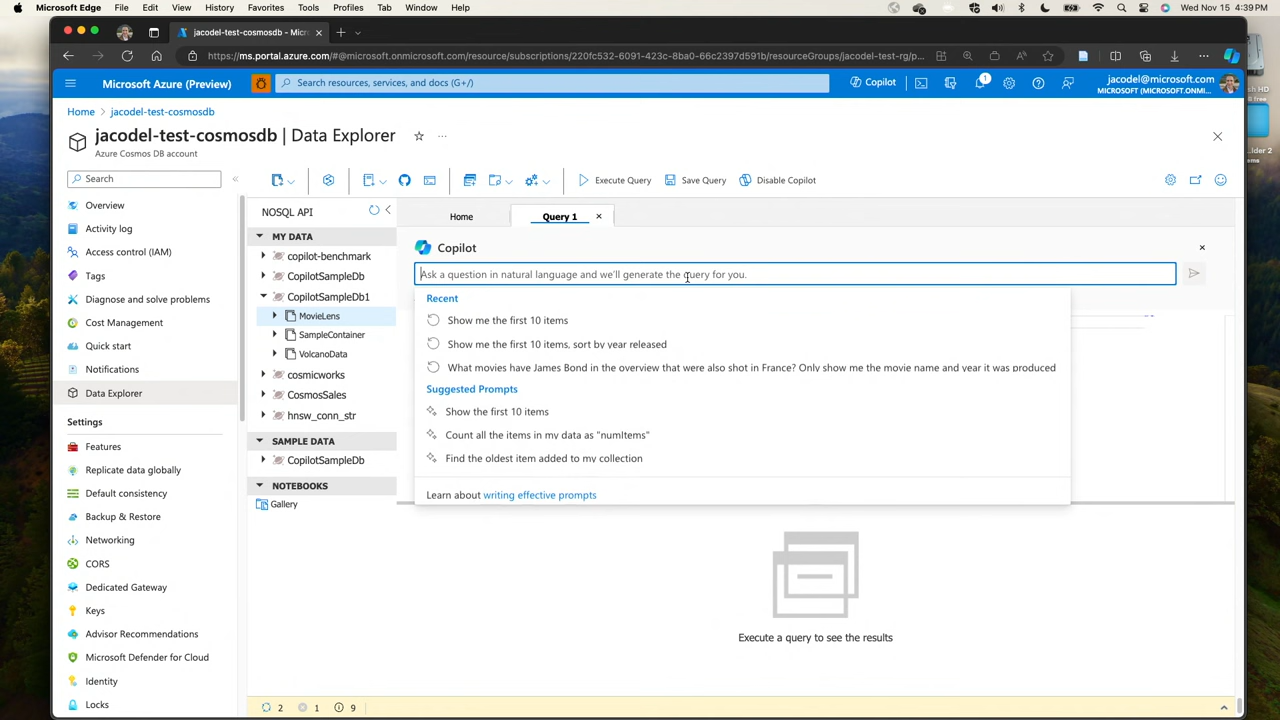 Microsoft Edge File Edit View History Favorites Tools Profiles Tab Window Help
Wed Nov 15 4:39 PM
jacodel-test-cosmosdb - Micr
https://ms.portal.azure.com/#@microsoft.onmicrosoft.com/resource/subscriptions/220fc532-6091-423c-8ba0-66c2397d591b/resourceGroups/jacodel-test-rg/p...
Microsoft Azure (Preview)
Search resources, services, and docs (G+/)
Copilot
1
jacodel@microsoft.com
MICROSOFT (MICROSOFT.ONMI...
Home
jacodel-test-cosmosdb
jacodel-test-cosmosdb | Data Explorer
Azure Cosmos DB account
Search
Overview
Activity log
Access control (IAM)
Tags
Diagnose and solve problems
Cost Management
Quick start
Notifications
Data Explorer
Settings
Features
Replicate data globally
Default consistency
Backup & Restore
Networking
CORS
Dedicated Gateway
Keys
Advisor Recommendations
Microsoft Defender for Cloud
Identity
Locks
Execute Query
Save Query
Disable Copilot
NOSQL API
MY DATA
copilot-benchmark
CopilotSampleDb
CopilotSampleDb1
MovieLens
SampleContainer
VolcanoData
cosmicworks
CosmosSales
hnsw_conn_str
SAMPLE DATA
CopilotSampleDb
NOTEBOOKS
Gallery
Home
Query 1
Copilot
Ask a question in natural language and we'll generate the query for you.
Recent
Show me the first 10 items
Show me the first 10 items, sort by year released
What movies have James Bond in the overview that were also shot in France? Only show me the movie name and year it was produced
Suggested Prompts
Show the first 10 items
Count all the items in my data as "numItems"
Find the oldest item added to my collection
Learn about writing effective prompts
Execute a query to see the results
2 1 9